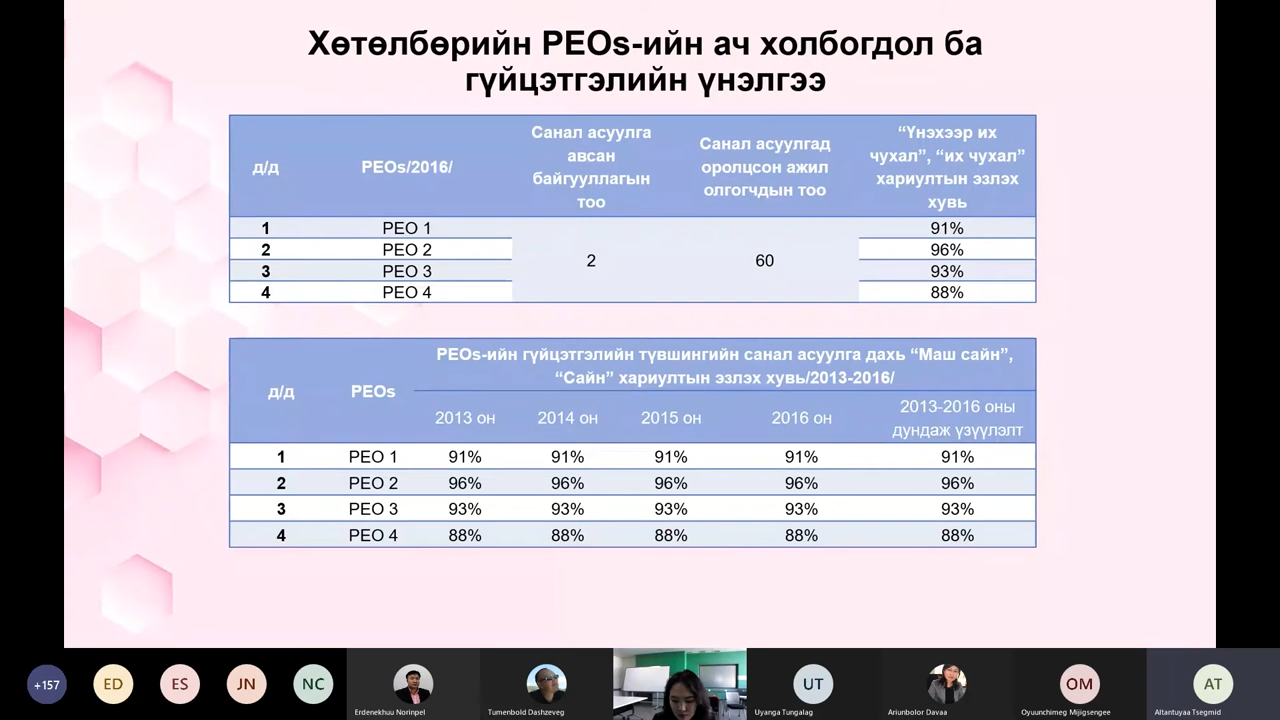 Хөтөлбөрийн PEOs-ийн ач холбогдол ба
гүйцэтгэлийн үнэлгээ
д/д
PEOs/2016/
Санал асуулга
авсан
байгууллагын
тоо
Санал асуулгад
оролцсон ажил
олгогчдын тоо
“Үнэхээр их
чухал”, “их чухал”
хариултын эзлэх
хувь
1 PEO 1 91%
2 PEO 2 96%
2 60
3 PEO 3 93%
4 PEO 4 88%
д/д
PEOs
PEOs-ийн гүйцэтгэлийн түвшингийн санал асуулга дахь “Маш сайн”,
“Сайн” хариултын эзлэх хувь/2013-2016/
2013 он 2014 он 2015 он 2016 он
2013-2016 оны
дундаж үзүүлэлт
1 PEO 1 91% 91% 91% 91% 91%
2 PEO 2 96% 96% 96% 96% 96%
3 PEO 3 93% 93% 93% 93% 93%
4 PEO 4 88% 88% 88% 88% 88%
+157 ED ES JN NC UT OM AT
Erdenekhuu Norinpel Tumenbold Dashzeveg Uyanga Tungalag Ariunbolor Davaa Oyuunchimeg Mijigsengee Altantuyaa Tsegmid